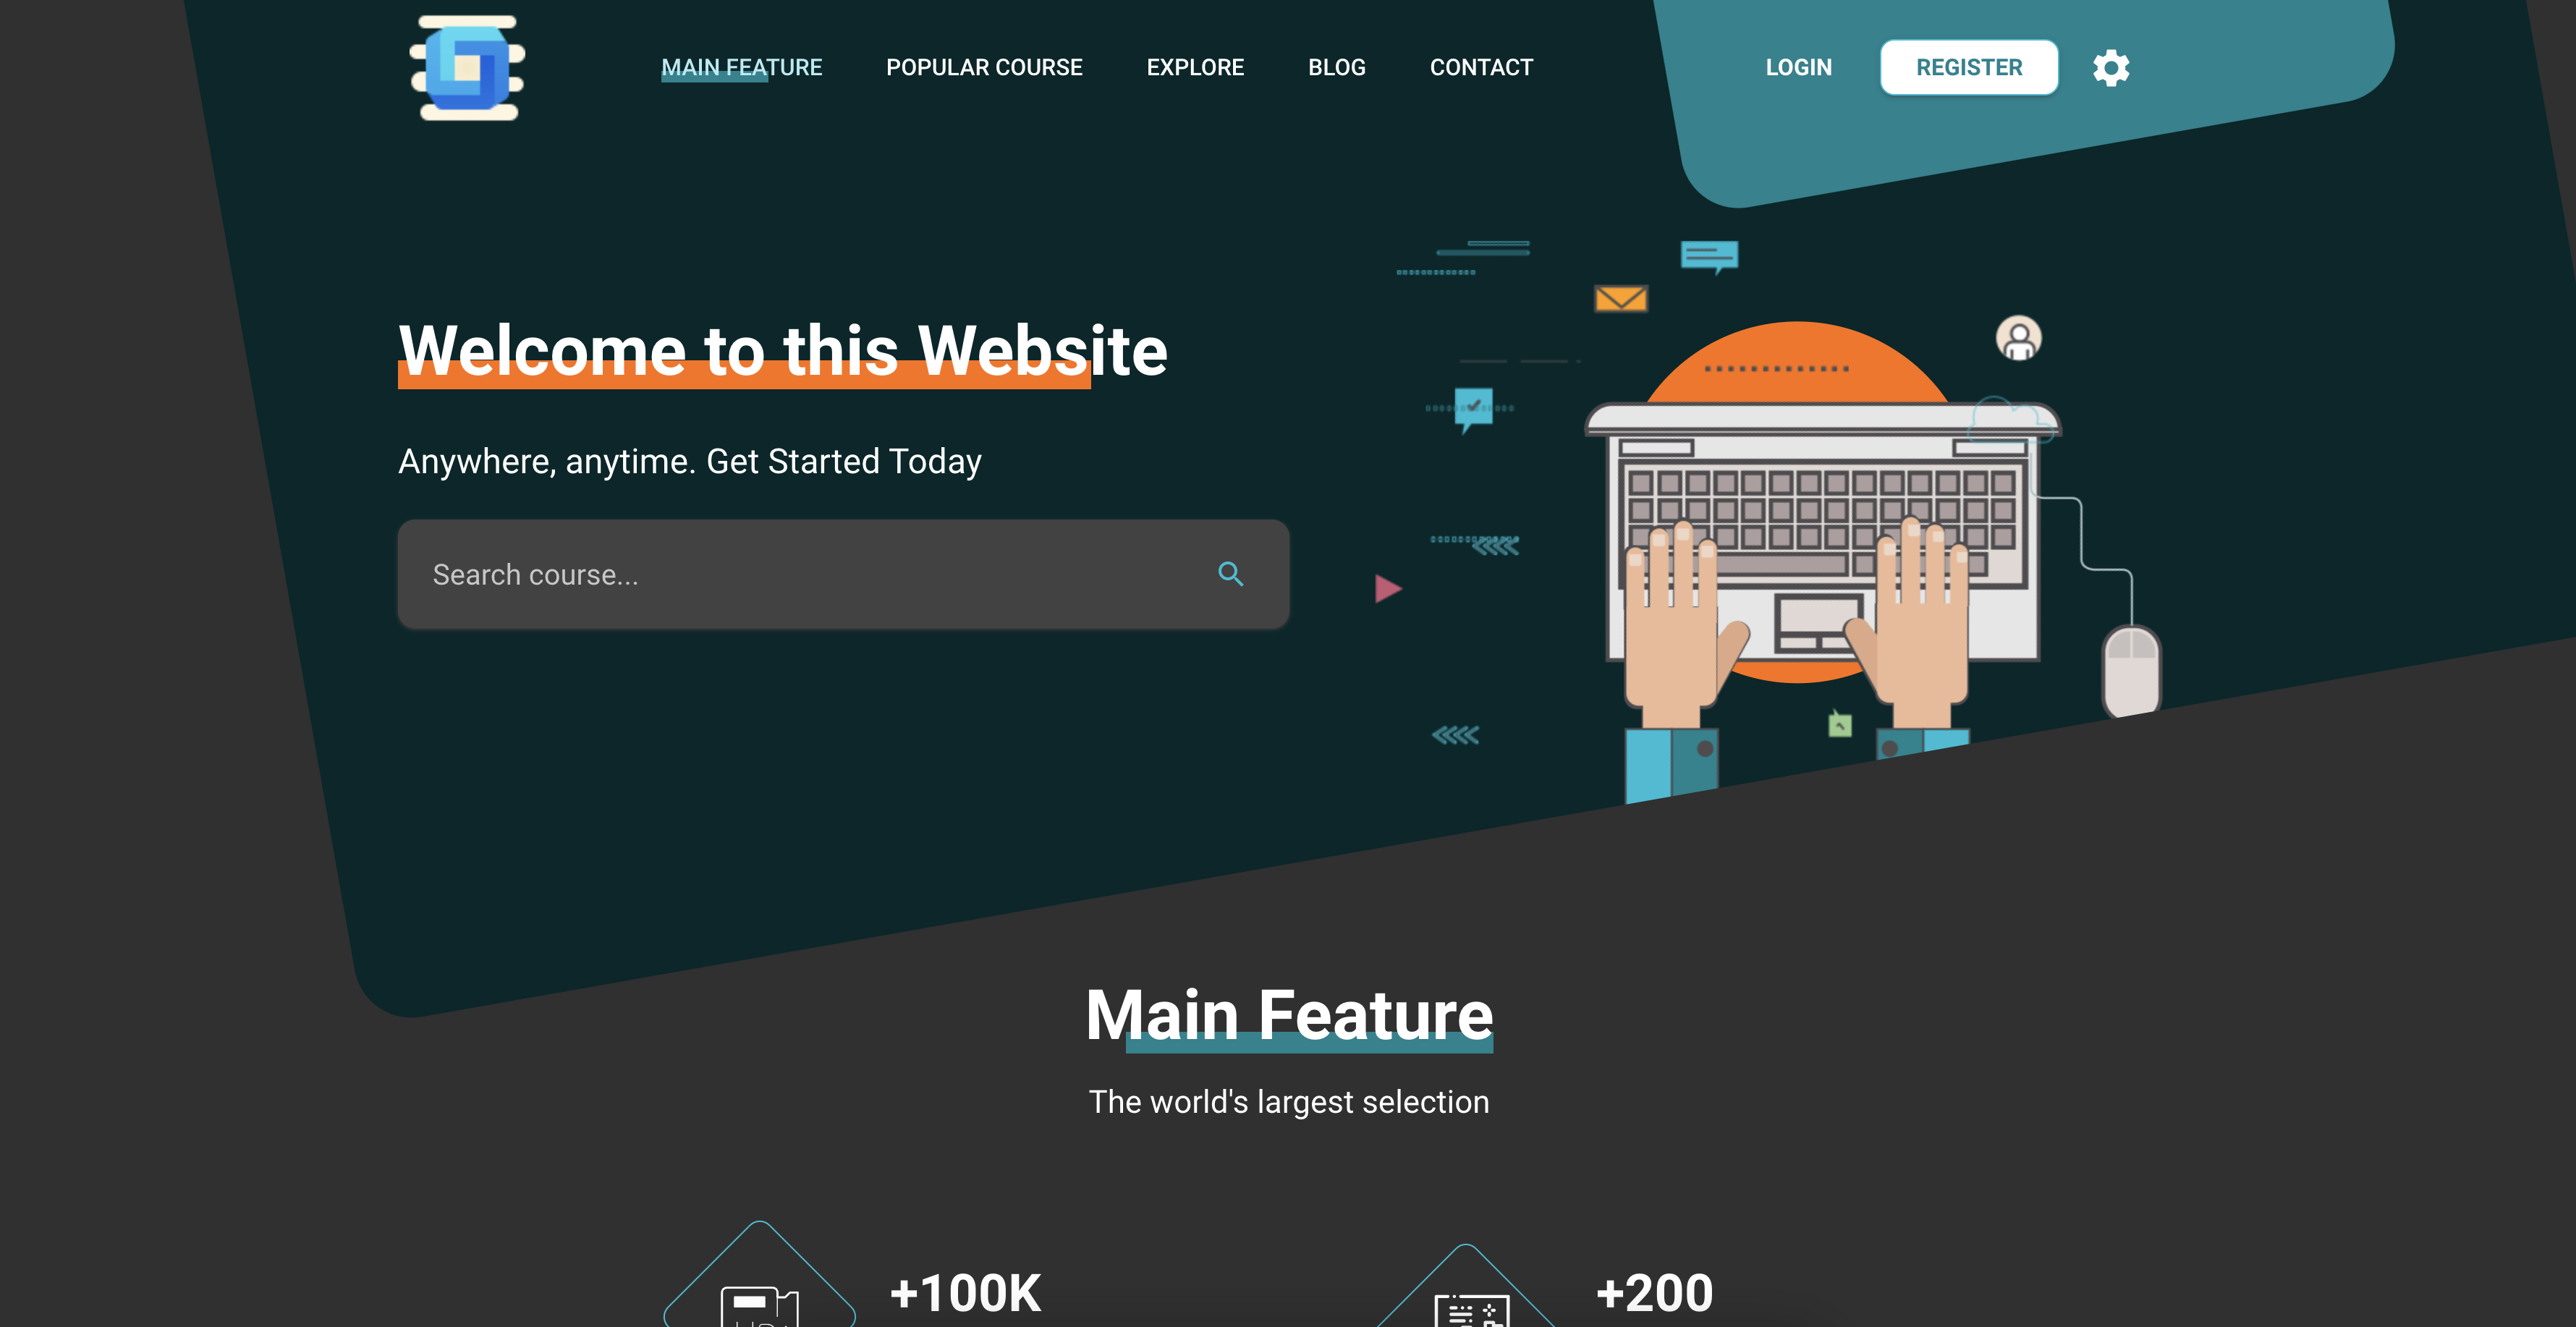 MAIN FEATURE POPULAR COURSE EXPLORE BLOG CONTACT LOGIN REGISTER
Welcome to this Website
Anywhere, anytime. Get Started Today
Search course...
Main Feature
The world's largest selection
+100K +200